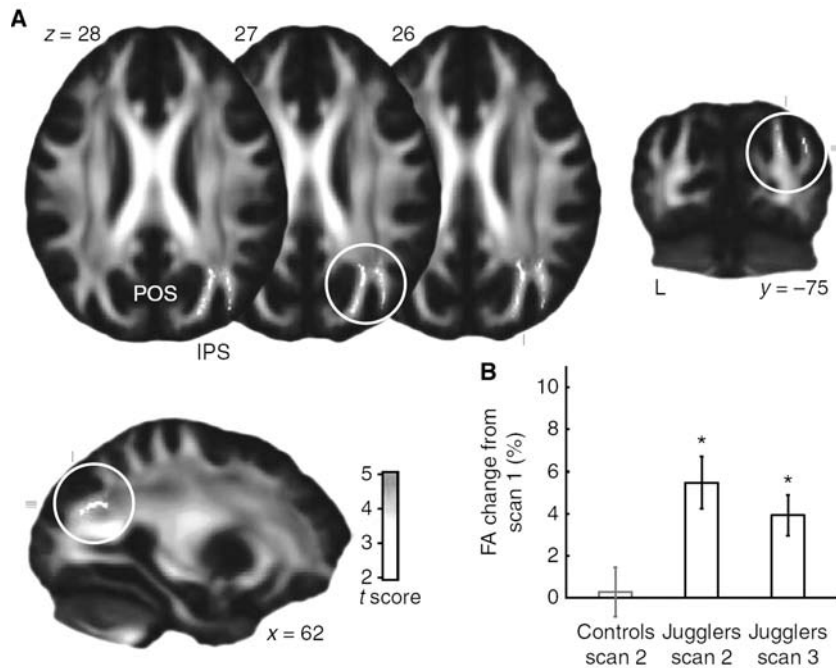 A
z = 28
27
26
POS
IPS
L
y = –75
x = 62
5
4
3
2
t score
B
FA change from
scan 1 (%)
10
8
6
4
2
0
*
*
Controls
scan 2
Jugglers
scan 2
Jugglers
scan 3